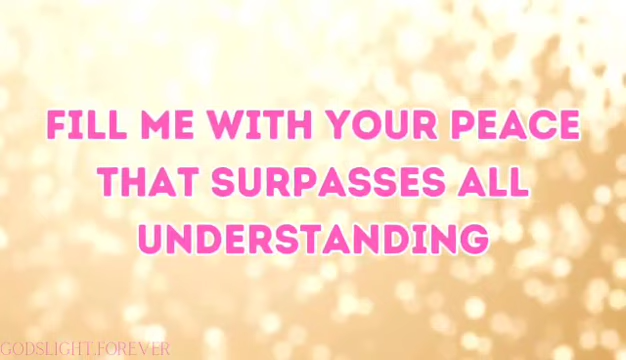 FILL ME WITH YOUR PEACE
THAT SURPASSES ALL
UNDERSTANDING
GODSLIGHT.FOREVER